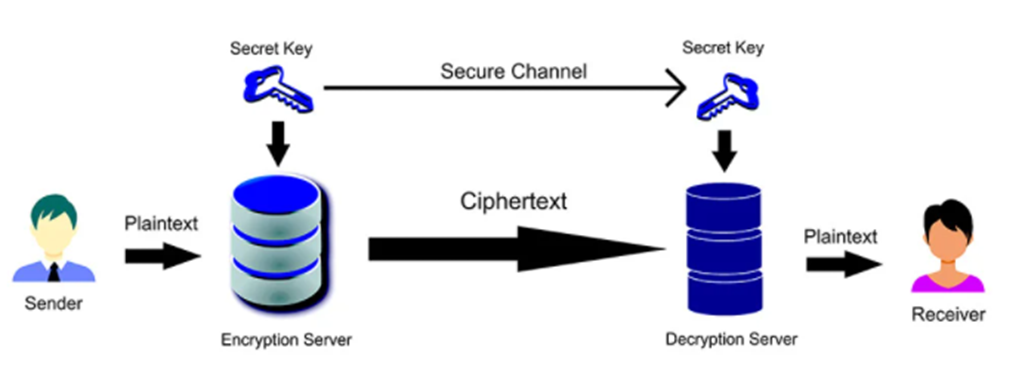 Secret Key
Secure Channel
Secret Key
Plaintext
Ciphertext
Plaintext
Sender
Encryption Server
Decryption Server
Receiver